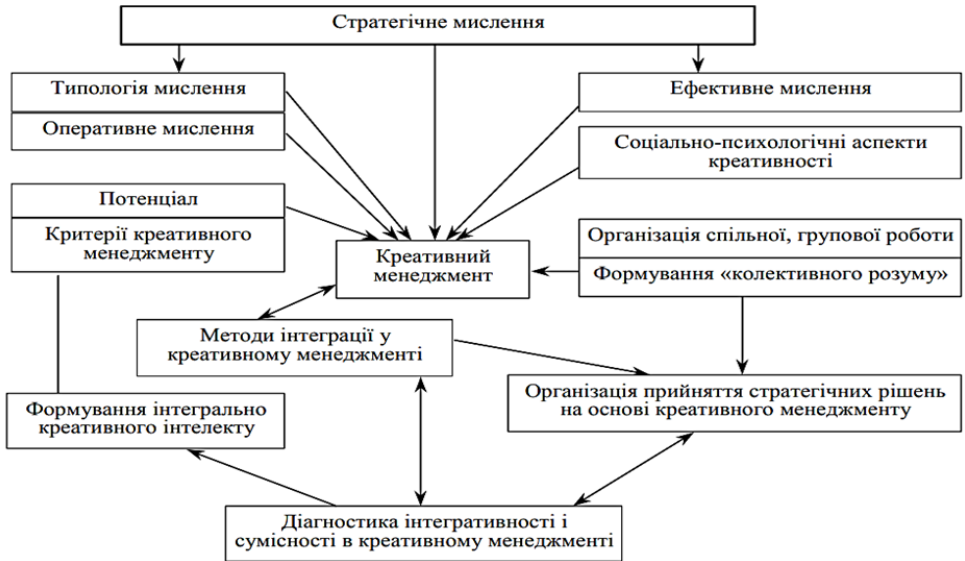 Стратегічне мислення
Типологія мислення
Оперативне мислення
Ефективне мислення
Соціально-психологічні аспекти
креативності
Потенціал
Критерії креативного
менеджменту
Креативний
менеджмент
Організація спільної, групової роботи
Формування «колективного розуму»
Методи інтеграції у
креативному менеджменті
Формування інтегрально
креативного інтелекту
Організація прийняття стратегічних рішень
на основі креативного менеджменту
Діагностика інтегративності і
сумісності в креативному менеджменті